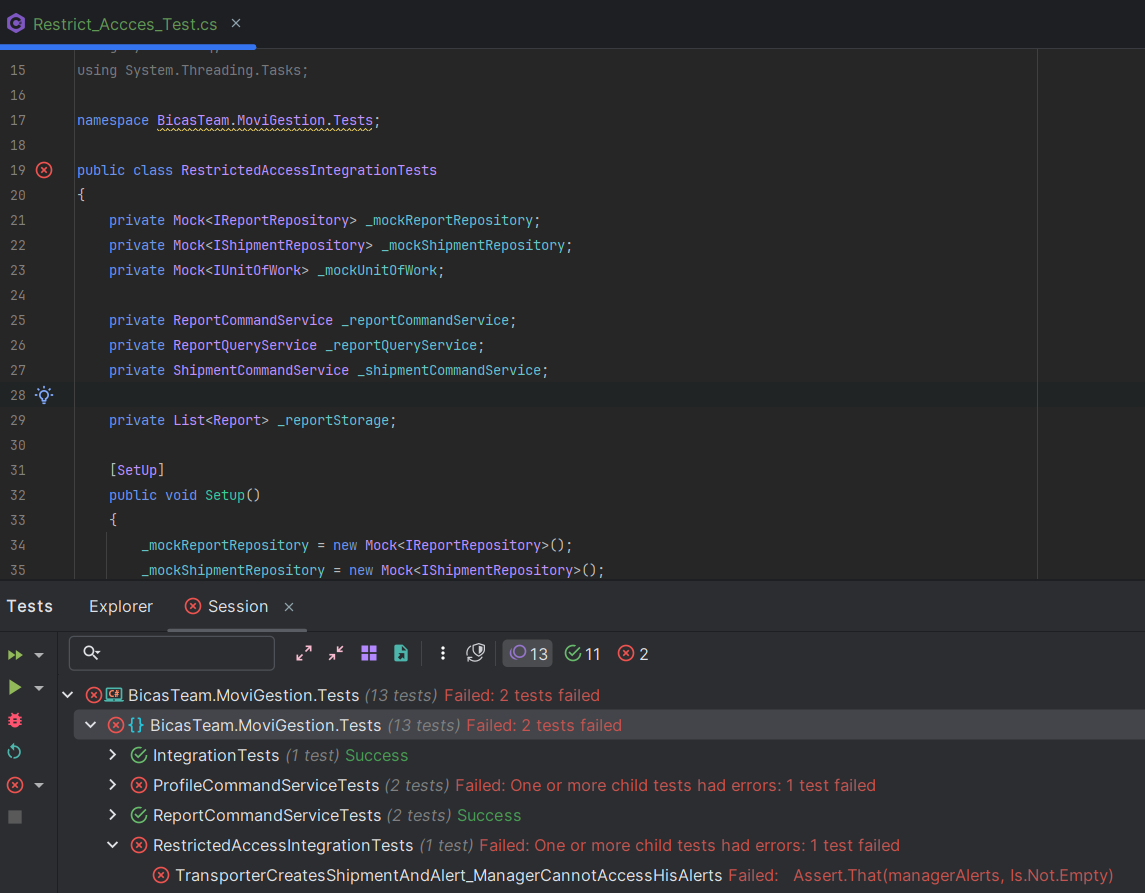 Restrict_Accces_Test.cs
15 using System.Threading.Tasks;
16
17 namespace BicasTeam.MoviGestion.Tests;
18
19 public class RestrictedAccessIntegrationTests
20 {
21 private Mock<IReportRepository> _mockReportRepository;
22 private Mock<IShipmentRepository> _mockShipmentRepository;
23 private Mock<IUnitOfWork> _mockUnitOfWork;
24
25 private ReportCommandService _reportCommandService;
26 private ReportQueryService _reportQueryService;
27 private ShipmentCommandService _shipmentCommandService;
28
29 private List<Report> _reportStorage;
30
31 [SetUp]
32 public void Setup()
33 {
34 _mockReportRepository = new Mock<IReportRepository>();
35 _mockShipmentRepository = new Mock<IShipmentRepository>();
Tests Explorer Session
13 11 2
C# BicasTeam.MoviGestion.Tests (13 tests) Failed: 2 tests failed
{} BicasTeam.MoviGestion.Tests (13 tests) Failed: 2 tests failed
IntegrationTests (1 test) Success
ProfileCommandServiceTests (2 tests) Failed: One or more child tests had errors: 1 test failed
ReportCommandServiceTests (2 tests) Success
RestrictedAccessIntegrationTests (1 test) Failed: One or more child tests had errors: 1 test failed
TransporterCreatesShipmentAndAlert_ManagerCannotAccessHisAlerts Failed: Assert.That(managerAlerts, Is.Not.Empty)